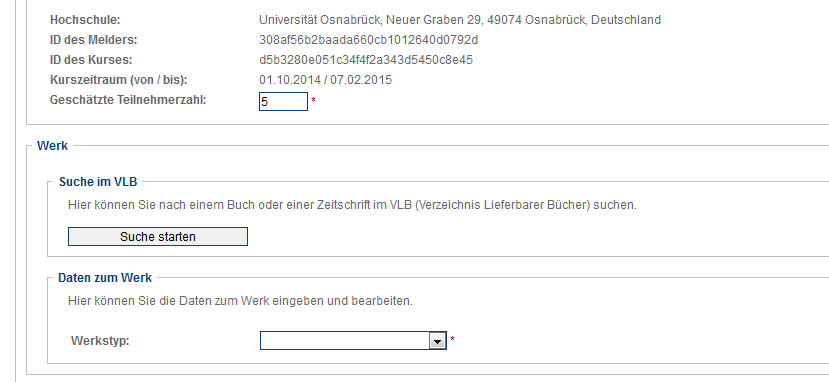 Hochschule: Universität Osnabrück, Neuer Graben 29, 49074 Osnabrück, Deutschland
ID des Melders: 308af56b2baada660cb1012640d0792d
ID des Kurses: d5b3280e051c34f4f2a343d5450c8e45
Kurszeitraum (von / bis): 01.10.2014 / 07.02.2015
Geschätzte Teilnehmerzahl: 5 *
Werk
Suche im VLB
Hier können Sie nach einem Buch oder einer Zeitschrift im VLB (Verzeichnis Lieferbarer Bücher) suchen.
Suche starten
Daten zum Werk
Hier können Sie die Daten zum Werk eingeben und bearbeiten.
Werkstyp: *